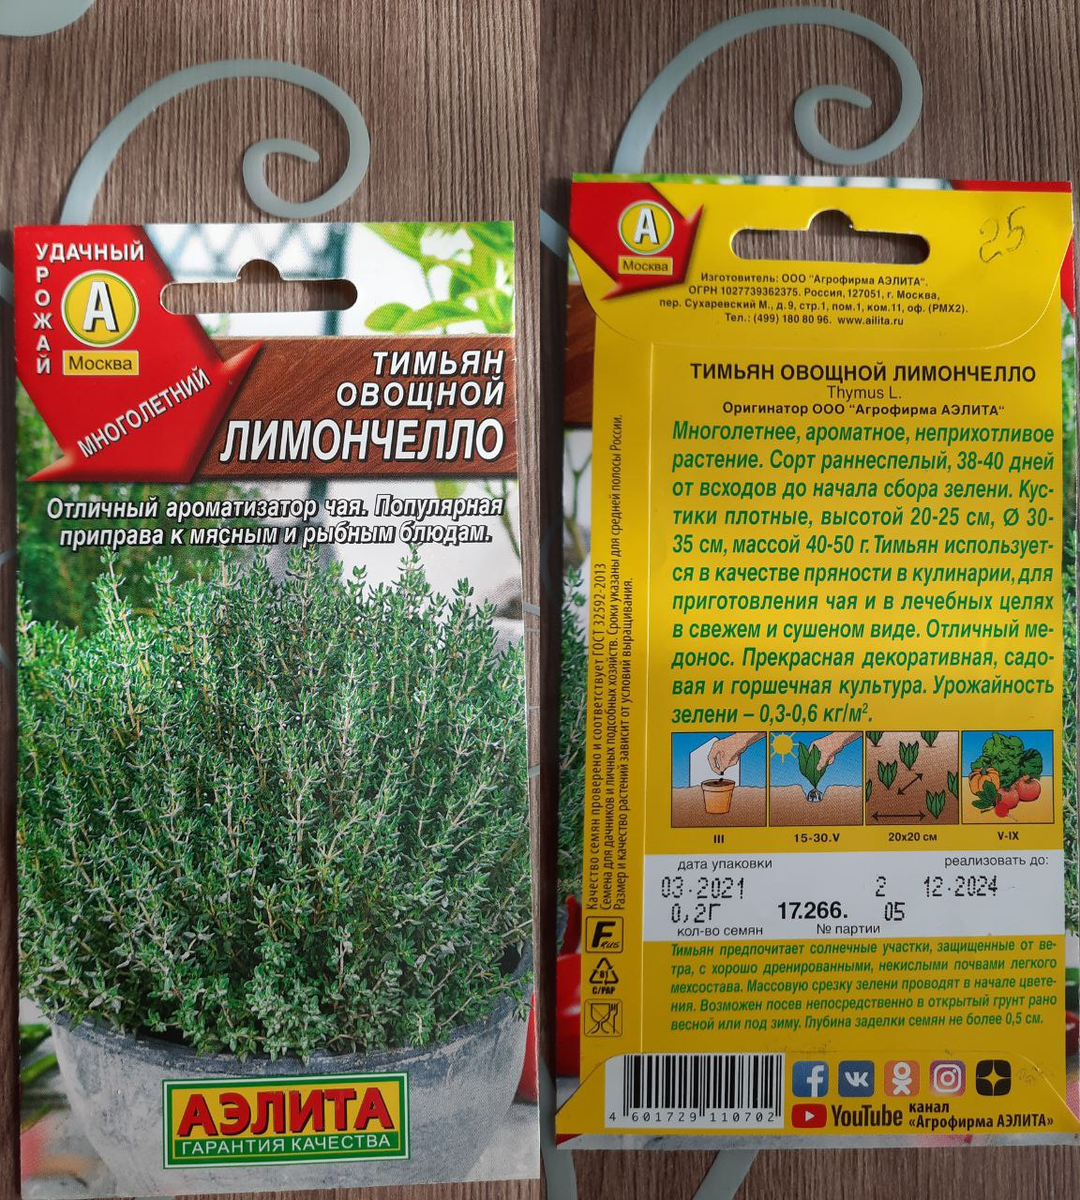 УДАЧНЫЙ
УРОЖАЙ
А
Москва
МНОГОЛЕТНИЙ
ТИМЬЯН
ОВОЩНОЙ
ЛИМОНЧЕЛЛО
Отличный ароматизатор чая. Популярная
приправа к мясным и рыбным блюдам.
АЭЛИТА
ГАРАНТИЯ КАЧЕСТВА
А
Москва
25
Изготовитель: ООО "Агрофирма АЭЛИТА".
ОГРН 1027739362375. Россия, 127051, г. Москва,
пер. Сухаревский М., д.9, стр.1, пом.1, ком.11, оф. (РМХ2).
Тел.: (499) 180 80 96. www.ailita.ru
ТИМЬЯН ОВОЩНОЙ ЛИМОНЧЕЛЛО
Thymus L.
Оригинатор ООО "Агрофирма АЭЛИТА"
Многолетнее, ароматное, неприхотливое
растение. Сорт раннеспелый, 38-40 дней
от всходов до начала сбора зелени. Кус-
тики плотные, высотой 20-25 см, Ø 30-
35 см, массой 40-50 г. Тимьян использует-
ся в качестве пряности в кулинарии, для
приготовления чая и в лечебных целях
в свежем и сушеном виде. Отличный ме-
донос. Прекрасная декоративная, садо-
вая и горшечная культура. Урожайность
зелени – 0,3-0,6 кг/м².
III 15-30.V 20х20 см V-IX
дата упаковки реализовать до:
03·2021 2 12·2024
0,2Г 17.266. 05
кол-во семян № партии
Качество семян проверено и соответствует ГОСТ 32592-2013
Семена для дачников и личных подсобных хозяйств. Сроки указаны для средней полосы России.
Размер и качество растений зависит от условий выращивания.
F RUS
81
C/PAP
Тимьян предпочитает солнечные участки, защищенные от ве-
тра, с хорошо дренированными, некислыми почвами легкого
мехсостава. Массовую срезку зелени проводят в начале цвете-
ния. Возможен посев непосредственно в открытый грунт рано
весной или под зиму. Глубина заделки семян не более 0,5 см.
4 601729 110702
YouTube канал
«Агрофирма АЭЛИТА»